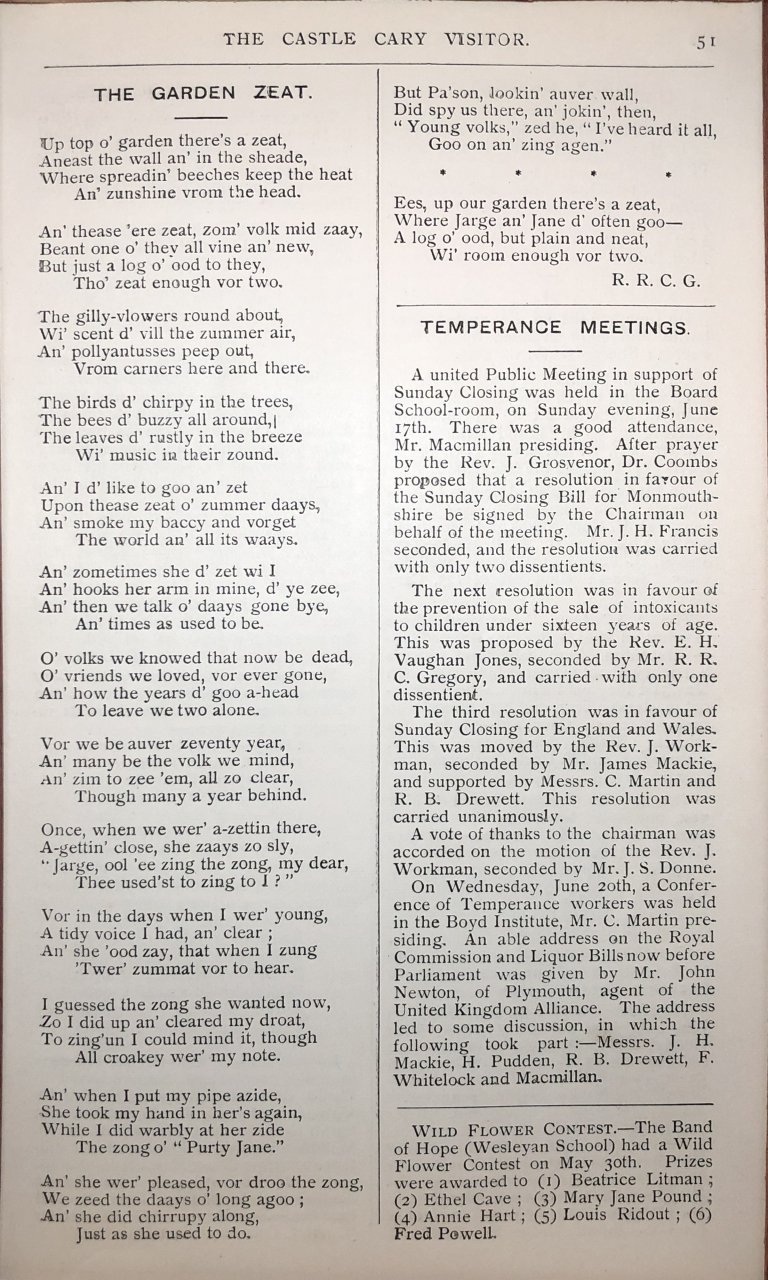 THE CASTLE CARY VISITOR.
51
THE GARDEN ZEAT.
Up top o' garden there's a zeat,
Aneast the wall an' in the sheade,
Where spreadin' beeches keep the heat
An' zunshine vrom the head.
An' thease 'ere zeat, zom' volk mid zaay,
Beant one o' they all vine an' new,
But just a log o' 'ood to they,
Tho' zeat enough vor two.
The gilly-vlowers round about,
Wi' scent d' vill the zummer air,
An' pollyantusses peep out,
Vrom carners here and there.
The birds d' chirpy in the trees,
The bees d' buzzy all around,
The leaves d' rustly in the breeze
Wi' music in their zound.
An' I d' like to goo an' zet
Upon thease zeat o' zummer daays,
An' smoke my baccy and vorget
The world an' all its waays.
An' zometimes she d' zet wi I
An' hooks her arm in mine, d' ye zee,
An' then we talk o' daays gone bye,
An' times as used to be.
O' volks we knowed that now be dead,
O' vriends we loved, vor ever gone,
An' how the years d' goo a-head
To leave we two alone.
Vor we be auver zeventy year,
An' many be the volk we mind,
An' zim to zee 'em, all zo clear,
Though many a year behind.
Once, when we wer' a-zettin there,
A-gettin' close, she zaays zo sly,
"Jarge, ool 'ee zing the zong, my dear,
Thee used'st to zing to I ?"
Vor in the days when I wer' young,
A tidy voice I had, an' clear ;
An' she 'ood zay, that when I zung
'Twer' zummat vor to hear.
I guessed the zong she wanted now,
Zo I did up an' cleared my droat,
To zing'un I could mind it, though
All croakey wer' my note.
An' when I put my pipe azide,
She took my hand in her's again,
While I did warbly at her zide
The zong o' "Purty Jane."
An' she wer' pleased, vor droo the zong,
We zeed the daays o' long agoo ;
An' she did chirrupy along,
Just as she used to do.
But Pa'son, lookin' auver wall,
Did spy us there, an' jokin', then,
"Young volks," zed he, "I've heard it all,
Goo on an' zing agen."
* * * *
Ees, up our garden there's a zeat,
Where Jarge an' Jane d' often goo—
A log o' ood, but plain and neat,
Wi' room enough vor two.
R. R. C. G.
TEMPERANCE MEETINGS.
A united Public Meeting in support of
Sunday Closing was held in the Board
School-room, on Sunday evening, June
17th. There was a good attendance,
Mr. Macmillan presiding. After prayer
by the Rev. J. Grosvenor, Dr. Coombs
proposed that a resolution in favour of
the Sunday Closing Bill for Monmouth-
shire be signed by the Chairman on
behalf of the meeting. Mr. J. H. Francis
seconded, and the resolution was carried
with only two dissentients.
The next resolution was in favour of
the prevention of the sale of intoxicants
to children under sixteen years of age.
This was proposed by the Rev. E. H.
Vaughan Jones, seconded by Mr. R. R.
C. Gregory, and carried with only one
dissentient.
The third resolution was in favour of
Sunday Closing for England and Wales.
This was moved by the Rev. J. Work-
man, seconded by Mr. James Mackie,
and supported by Messrs. C. Martin and
R. B. Drewett. This resolution was
carried unanimously.
A vote of thanks to the chairman was
accorded on the motion of the Rev. J.
Workman, seconded by Mr. J. S. Donne.
On Wednesday, June 20th, a Confer-
ence of Temperance workers was held
in the Boyd Institute, Mr. C. Martin pre-
siding. An able address on the Royal
Commission and Liquor Bills now before
Parliament was given by Mr. John
Newton, of Plymouth, agent of the
United Kingdom Alliance. The address
led to some discussion, in which the
following took part :—Messrs. J. H.
Mackie, H. Pudden, R. B. Drewett, F.
Whitelock and Macmillan.
WILD FLOWER CONTEST.—The Band
of Hope (Wesleyan School) had a Wild
Flower Contest on May 30th. Prizes
were awarded to (1) Beatrice Litman ;
(2) Ethel Cave ; (3) Mary Jane Pound ;
(4) Annie Hart ; (5) Louis Ridout ; (6)
Fred Powell.